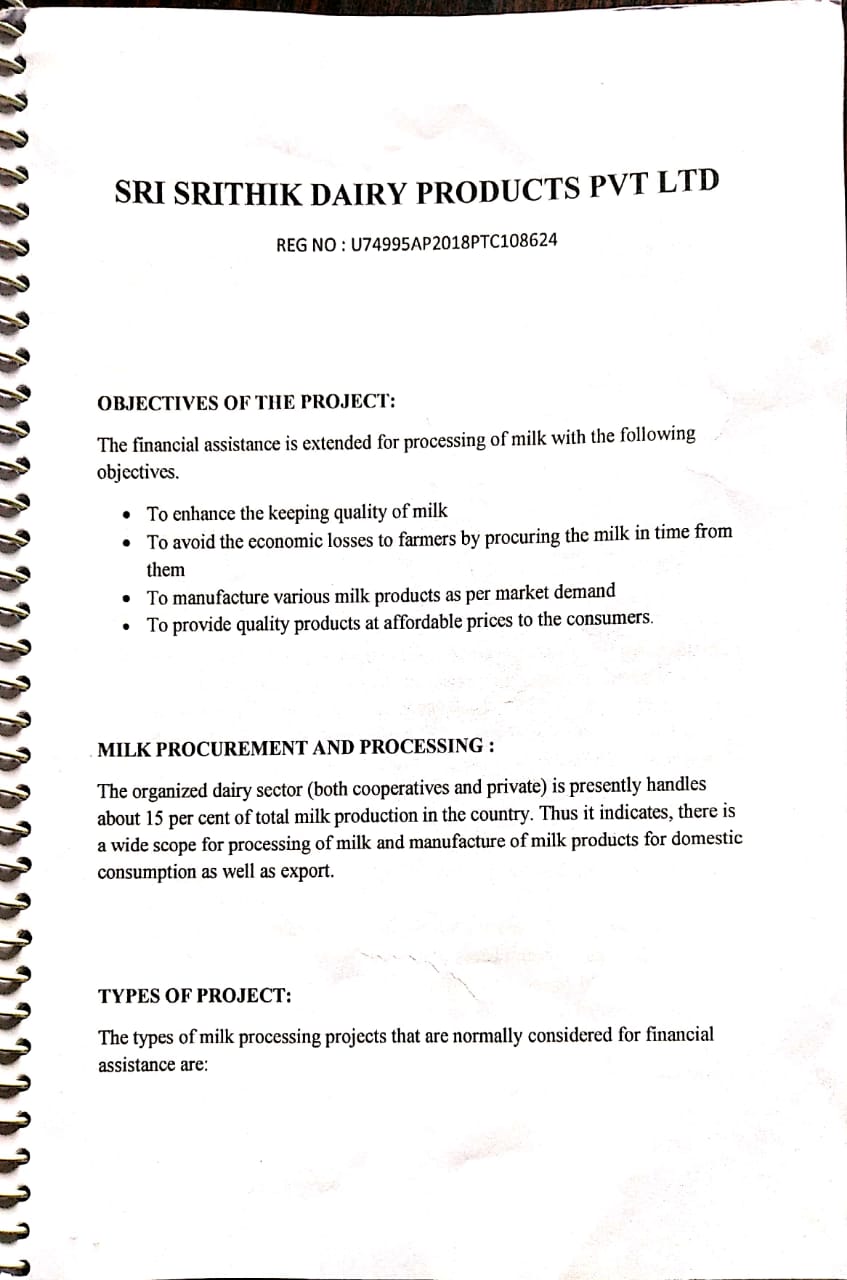 SRI SRITHIK DAIRY PRODUCTS PVT LTD
REG NO : U74995AP2018PTC108624
OBJECTIVES OF THE PROJECT:
The financial assistance is extended for processing of milk with the following
objectives.
• To enhance the keeping quality of milk
• To avoid the economic losses to farmers by procuring the milk in time from
them
• To manufacture various milk products as per market demand
• To provide quality products at affordable prices to the consumers.
MILK PROCUREMENT AND PROCESSING :
The organized dairy sector (both cooperatives and private) is presently handles
about 15 per cent of total milk production in the country. Thus it indicates, there is
a wide scope for processing of milk and manufacture of milk products for domestic
consumption as well as export.
TYPES OF PROJECT:
The types of milk processing projects that are normally considered for financial
assistance are: